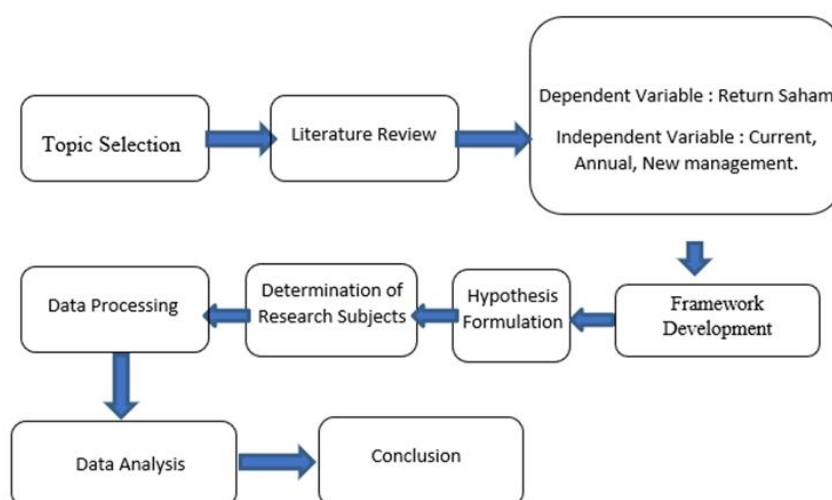 Topic Selection
Literature Review
Dependent Variable : Return Saham
Independent Variable : Current,
Annual, New management.
Framework
Development
Hypothesis
Formulation
Determination of
Research Subjects
Data Processing
Data Analysis
Conclusion